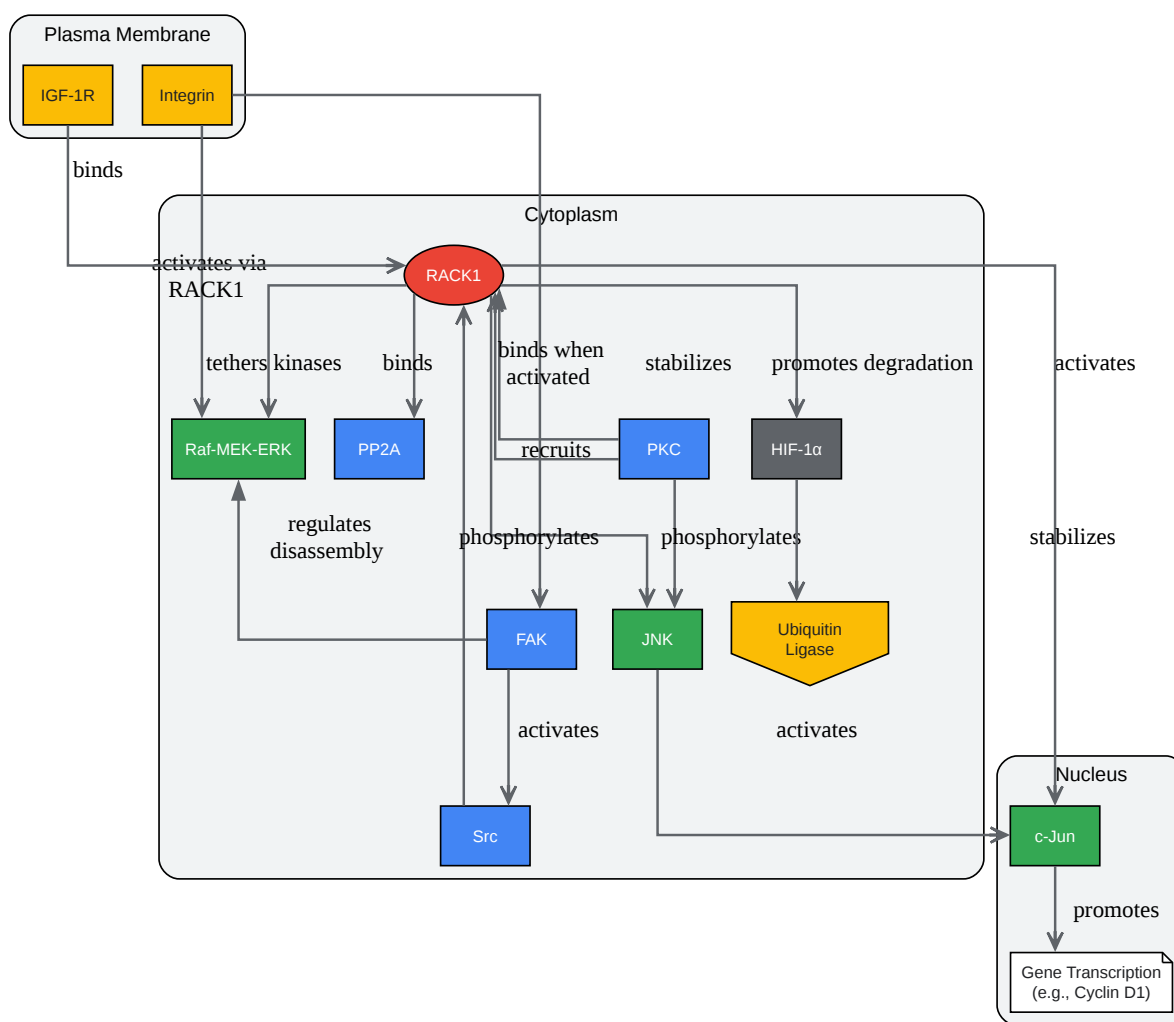 Plasma Membrane
IGF-1R
Integrin
binds
Cytoplasm
activates via
RACK1
RACK1
tethers kinases
binds
binds when
activated
stabilizes
promotes degradation
activates
Raf-MEK-ERK
PP2A
recruits
PKC
HIF-1α
regulates
disassembly
phosphorylates
phosphorylates
stabilizes
FAK
JNK
Ubiquitin
Ligase
activates
activates
Nucleus
Src
c-Jun
promotes
Gene Transcription
(e.g., Cyclin D1)